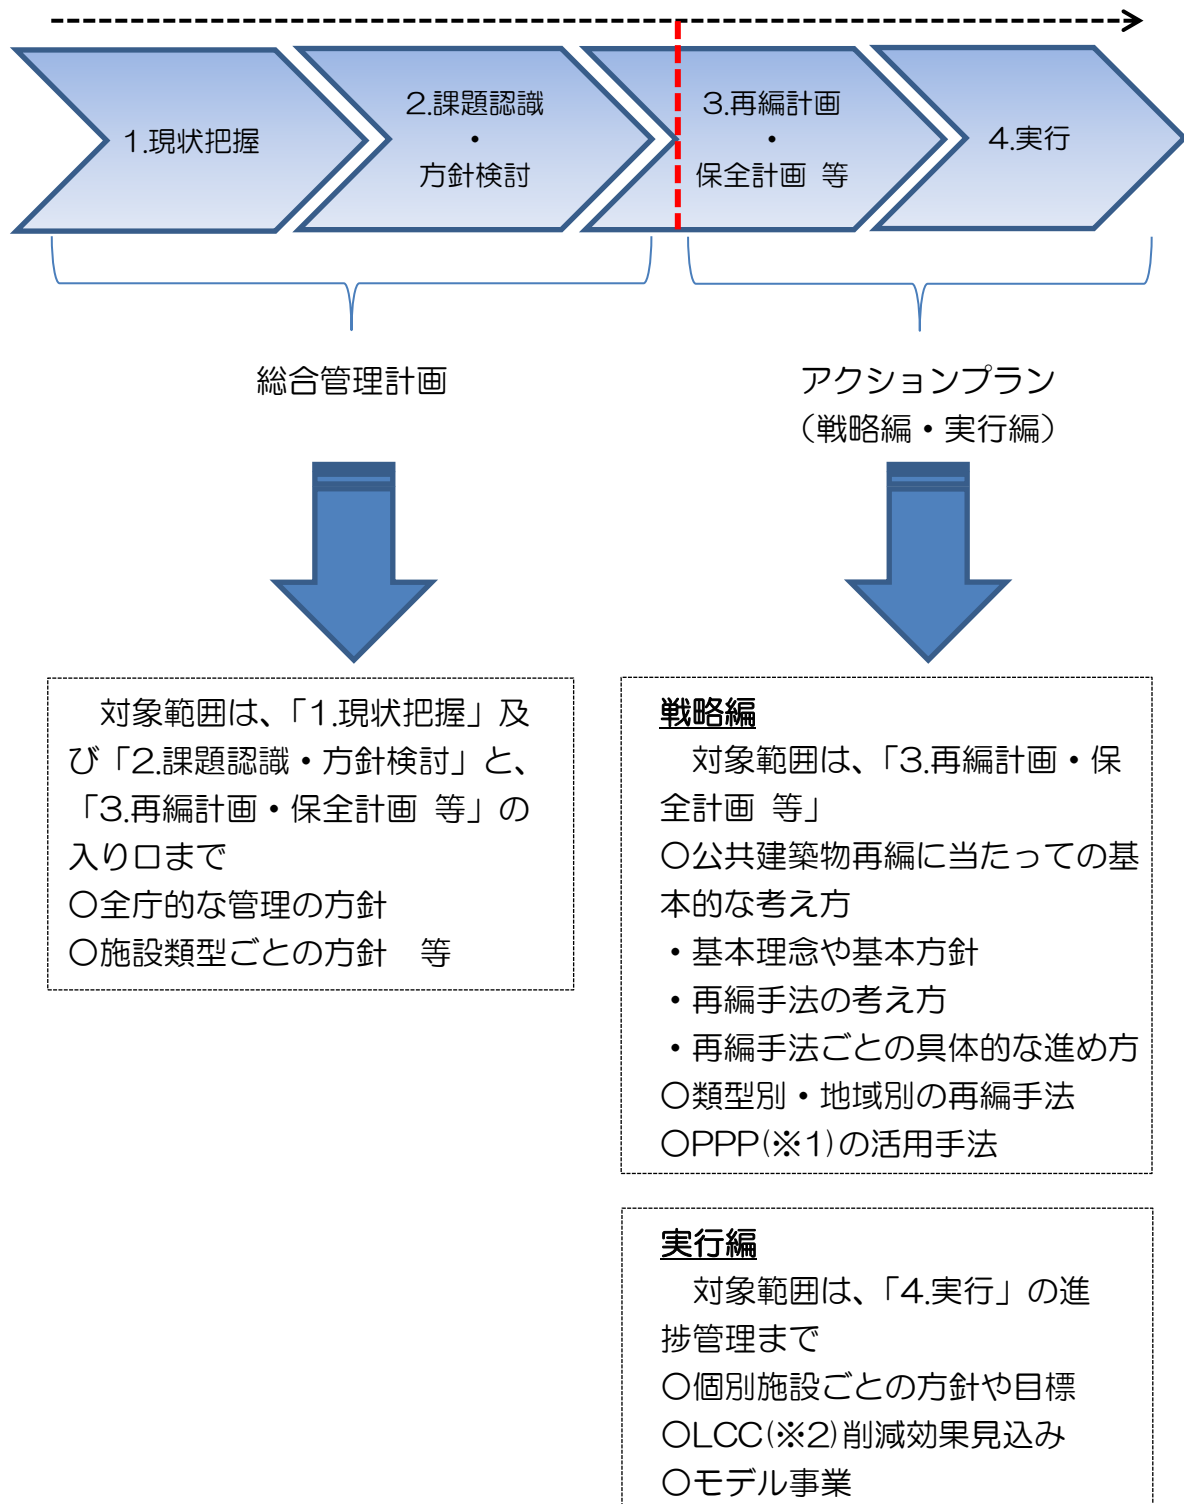 1.現状把握
2.課題認識
・
方針検討
3.再編計画
・
保全計画 等
4.実行
総合管理計画
アクションプラン
（戦略編・実行編）
対象範囲は、「1.現状把握」及
び「2.課題認識・方針検討」と、
「3.再編計画・保全計画 等」の
入り口まで
○全庁的な管理の方針
○施設類型ごとの方針　等
戦略編
対象範囲は、「3.再編計画・保
全計画 等」
○公共建築物再編に当たっての基
本的な考え方
・基本理念や基本方針
・再編手法の考え方
・再編手法ごとの具体的な進め方
○類型別・地域別の再編手法
○PPP(※1)の活用手法
実行編
対象範囲は、「4.実行」の進
捗管理まで
○個別施設ごとの方針や目標
○LCC(※2)削減効果見込み
○モデル事業